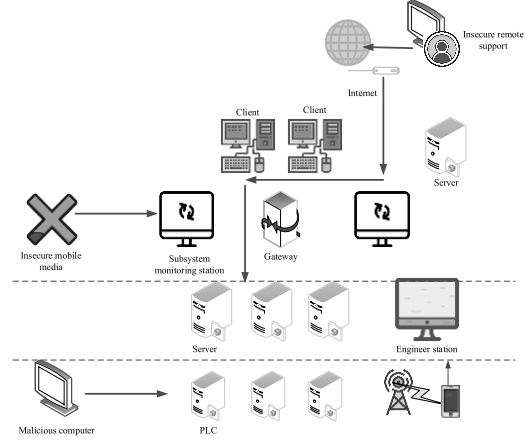 Insecure remote
support
Internet
Client
Client
Server
Insecure mobile
media
Subsystem
monitoring station
Gateway
Server
Engineer station
Malicious computer
PLC